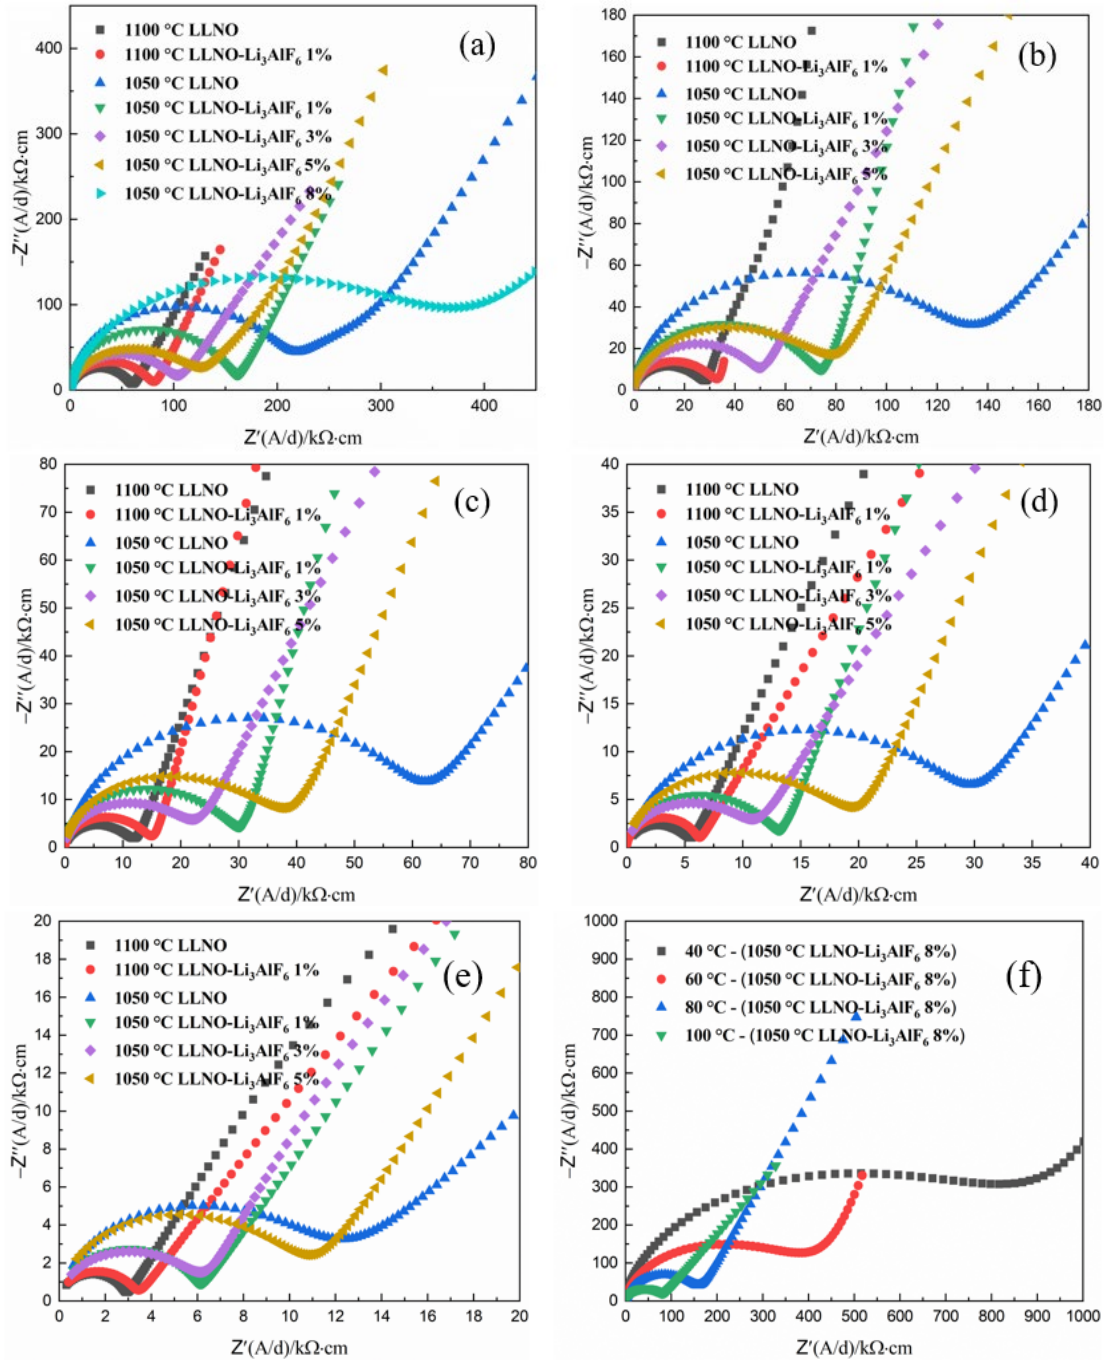 (a)
1100 °C LLNO
1100 °C LLNO-Li₃AlF₆ 1%
1050 °C LLNO
1050 °C LLNO-Li₃AlF₆ 1%
1050 °C LLNO-Li₃AlF₆ 3%
1050 °C LLNO-Li₃AlF₆ 5%
1050 °C LLNO-Li₃AlF₆ 8%
−Z''(A/d)/kΩ·cm
400
300
200
100
0
0 100 200 300 400
Z'(A/d)/kΩ·cm
(b)
1100 °C LLNO
1100 °C LLNO-Li₃AlF₆ 1%
1050 °C LLNO
1050 °C LLNO-Li₃AlF₆ 1%
1050 °C LLNO-Li₃AlF₆ 3%
1050 °C LLNO-Li₃AlF₆ 5%
−Z''(A/d)/kΩ·cm
180
160
140
120
100
80
60
40
20
0
0 20 40 60 80 100 120 140 160 180
Z'(A/d)/kΩ·cm
(c)
1100 °C LLNO
1100 °C LLNO-Li₃AlF₆ 1%
1050 °C LLNO
1050 °C LLNO-Li₃AlF₆ 1%
1050 °C LLNO-Li₃AlF₆ 3%
1050 °C LLNO-Li₃AlF₆ 5%
−Z''(A/d)/kΩ·cm
80
70
60
50
40
30
20
10
0
0 10 20 30 40 50 60 70 80
Z'(A/d)/kΩ·cm
(d)
1100 °C LLNO
1100 °C LLNO-Li₃AlF₆ 1%
1050 °C LLNO
1050 °C LLNO-Li₃AlF₆ 1%
1050 °C LLNO-Li₃AlF₆ 3%
1050 °C LLNO-Li₃AlF₆ 5%
−Z''(A/d)/kΩ·cm
40
35
30
25
20
15
10
5
0
0 5 10 15 20 25 30 35 40
Z'(A/d)/kΩ·cm
(e)
1100 °C LLNO
1100 °C LLNO-Li₃AlF₆ 1%
1050 °C LLNO
1050 °C LLNO-Li₃AlF₆ 1%
1050 °C LLNO-Li₃AlF₆ 3%
1050 °C LLNO-Li₃AlF₆ 5%
−Z''(A/d)/kΩ·cm
20
18
16
14
12
10
8
6
4
2
0
0 2 4 6 8 10 12 14 16 18 20
Z'(A/d)/kΩ·cm
(f)
40 °C - (1050 °C LLNO-Li₃AlF₆ 8%)
60 °C - (1050 °C LLNO-Li₃AlF₆ 8%)
80 °C - (1050 °C LLNO-Li₃AlF₆ 8%)
100 °C - (1050 °C LLNO-Li₃AlF₆ 8%)
−Z''(A/d)/kΩ·cm
1000
900
800
700
600
500
400
300
200
100
0
0 100 200 300 400 500 600 700 800 900 1000
Z'(A/d)/kΩ·cm